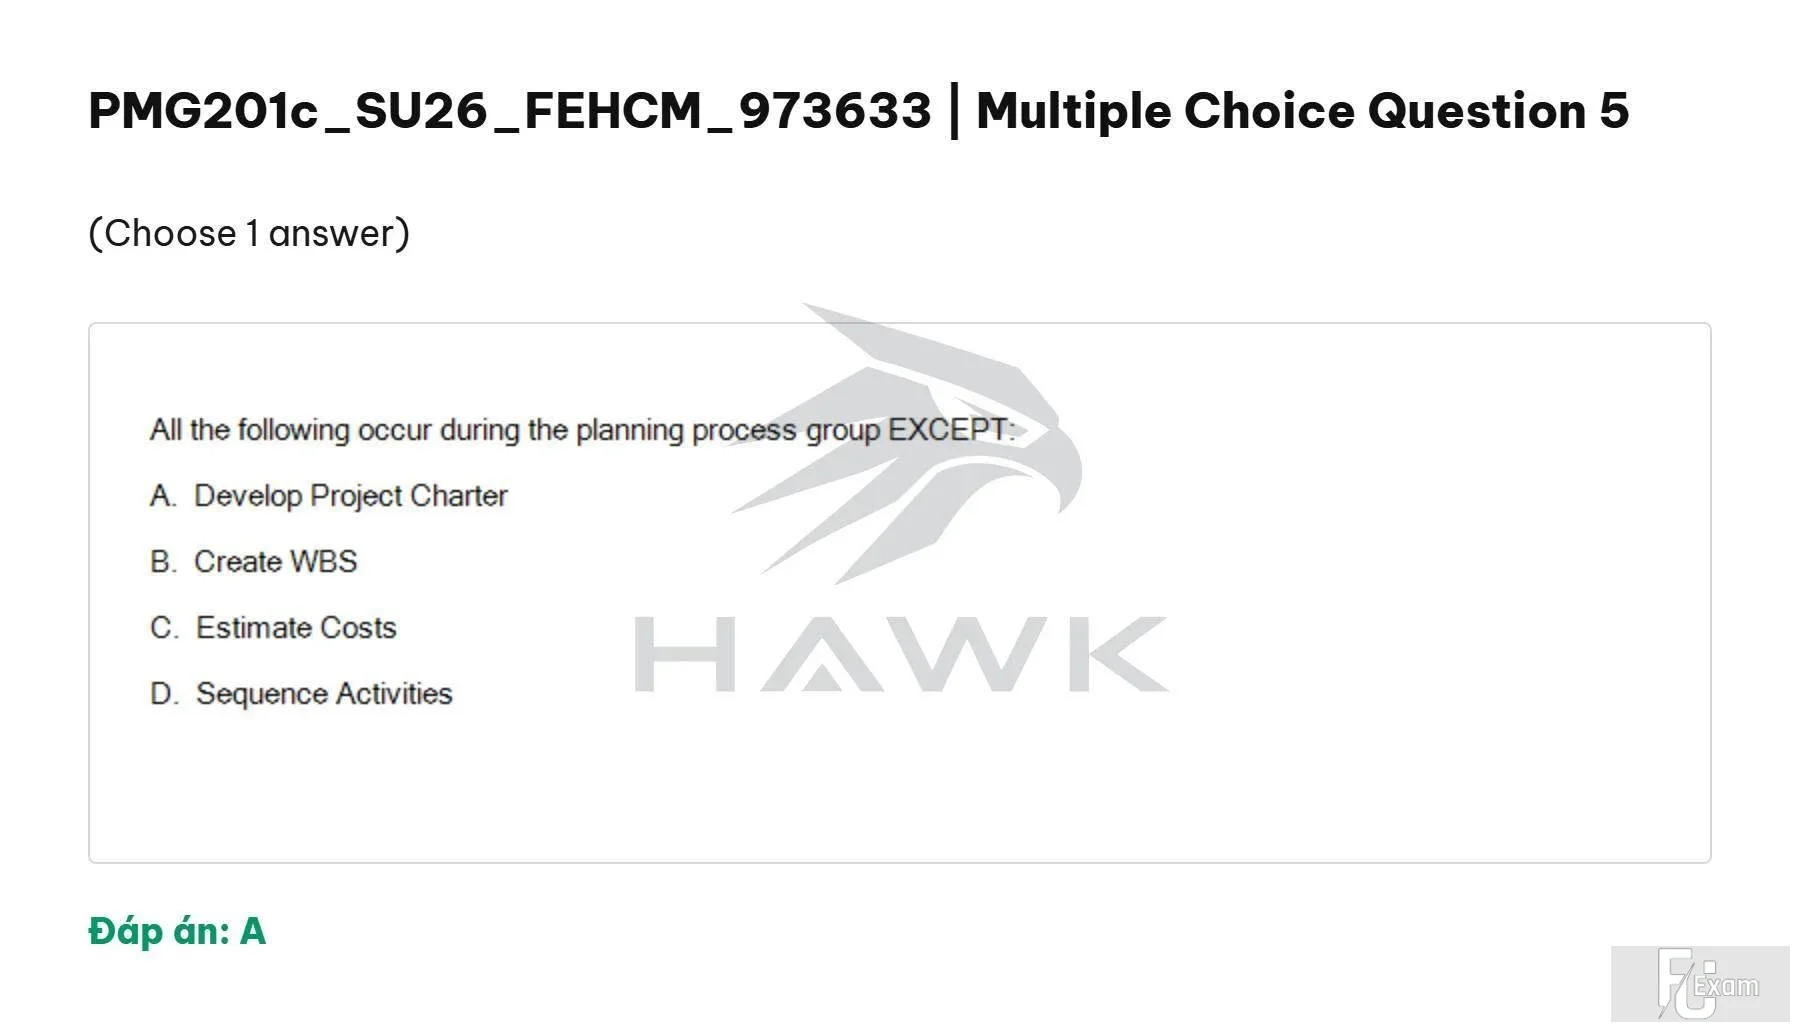 PMG201c_SU26_FEHCM_973633 | Multiple Choice Question 5
(Choose 1 answer)
All the following occur during the planning process group EXCEPT:
A. Develop Project Charter
B. Create WBS
C. Estimate Costs
D. Sequence Activities
HAWK
Đáp án: A
FU Exam